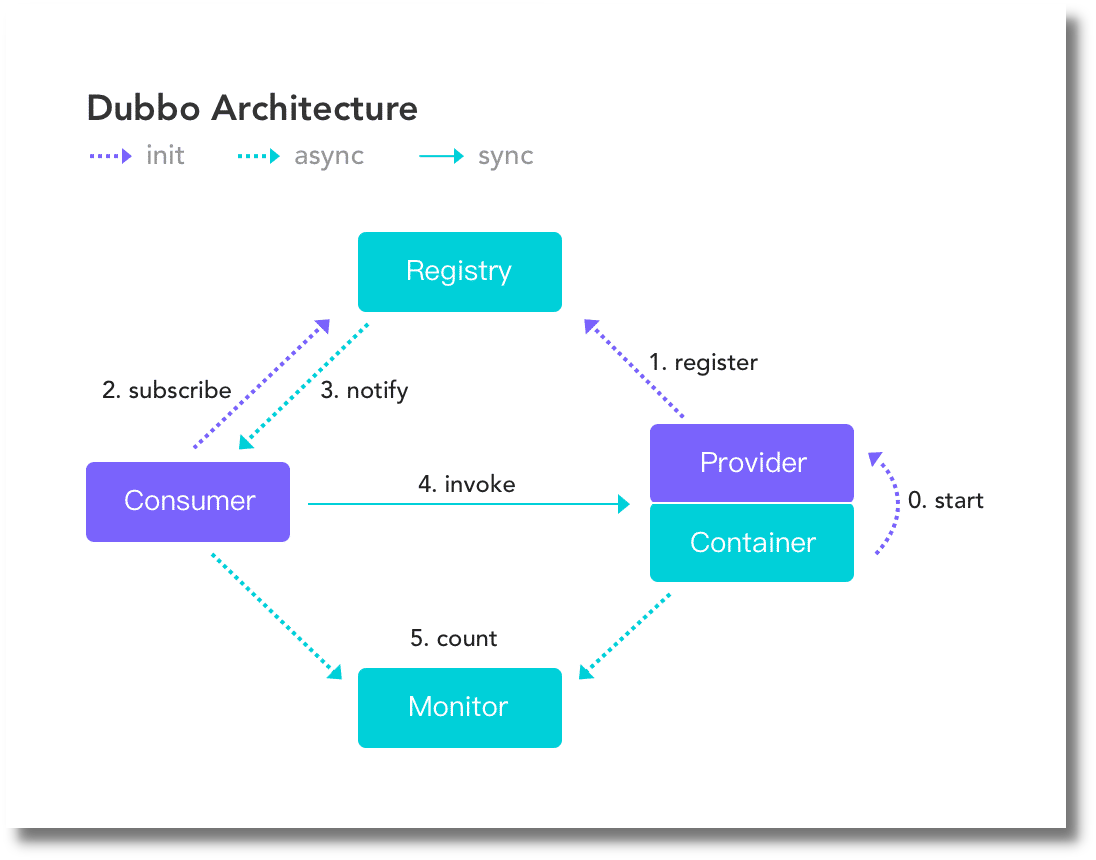 Dubbo Architecture
init async sync
Registry
1. register
2. subscribe 3. notify
Provider
4. invoke
Consumer
0. start
Container
5. count
Monitor